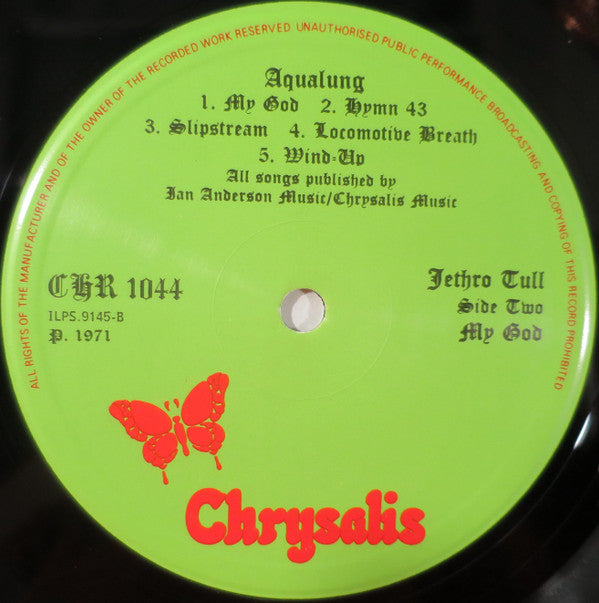 ALL RIGHTS OF THE MANUFACTURER AND OF THE OWNER OF THE RECORDED WORK RESERVED UNAUTHORISED PUBLIC PERFORMANCE BROADCASTING AND COPYING OF THIS RECORD PROHIBITED
Aqualung
1. My God 2. Hymn 43
3. Slipstream 4. Locomotive Breath
5. Wind-Up
All songs published by
Ian Anderson Music/Chrysalis Music
CHR 1044
ILPS.9145-B
P. 1971
Jethro Tull
Side Two
My God
Chrysalis